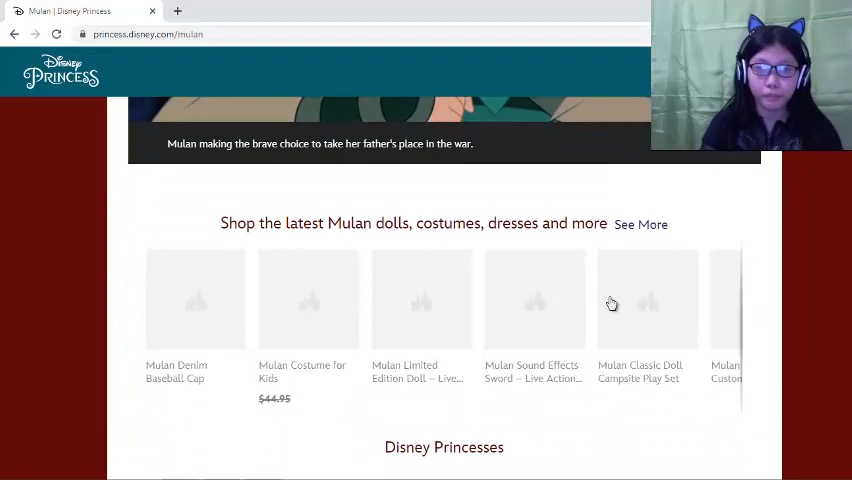 Mulan | Disney Princess
princess.disney.com/mulan
Disney
PRINCESS
Mulan making the brave choice to take her father's place in the war.
Shop the latest Mulan dolls, costumes, dresses and more See More
Mulan Denim
Baseball Cap
Mulan Costume for
Kids
$44.95
Mulan Limited
Edition Doll – Live...
Mulan Sound Effects
Sword – Live Action...
Mulan Classic Doll
Campsite Play Set
Mulan
Custom
Disney Princesses